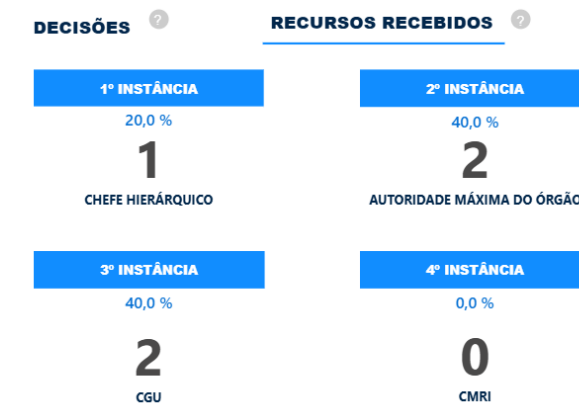 DECISÕES ?
RECURSOS RECEBIDOS ?
1º INSTÂNCIA
20,0 %
1
CHEFE HIERÁRQUICO
2º INSTÂNCIA
40,0 %
2
AUTORIDADE MÁXIMA DO ÓRGÃO
3º INSTÂNCIA
40,0 %
2
CGU
4º INSTÂNCIA
0,0 %
0
CMRI